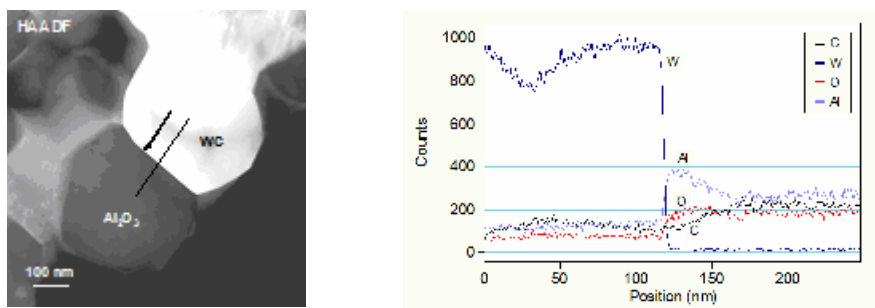 HAADF
WC
Al₂O₃
100 nm
1000
800
600
400
200
0
Counts
W
Al
O
C
C
W
O
Al
0
50
100
150
200
Position (nm)